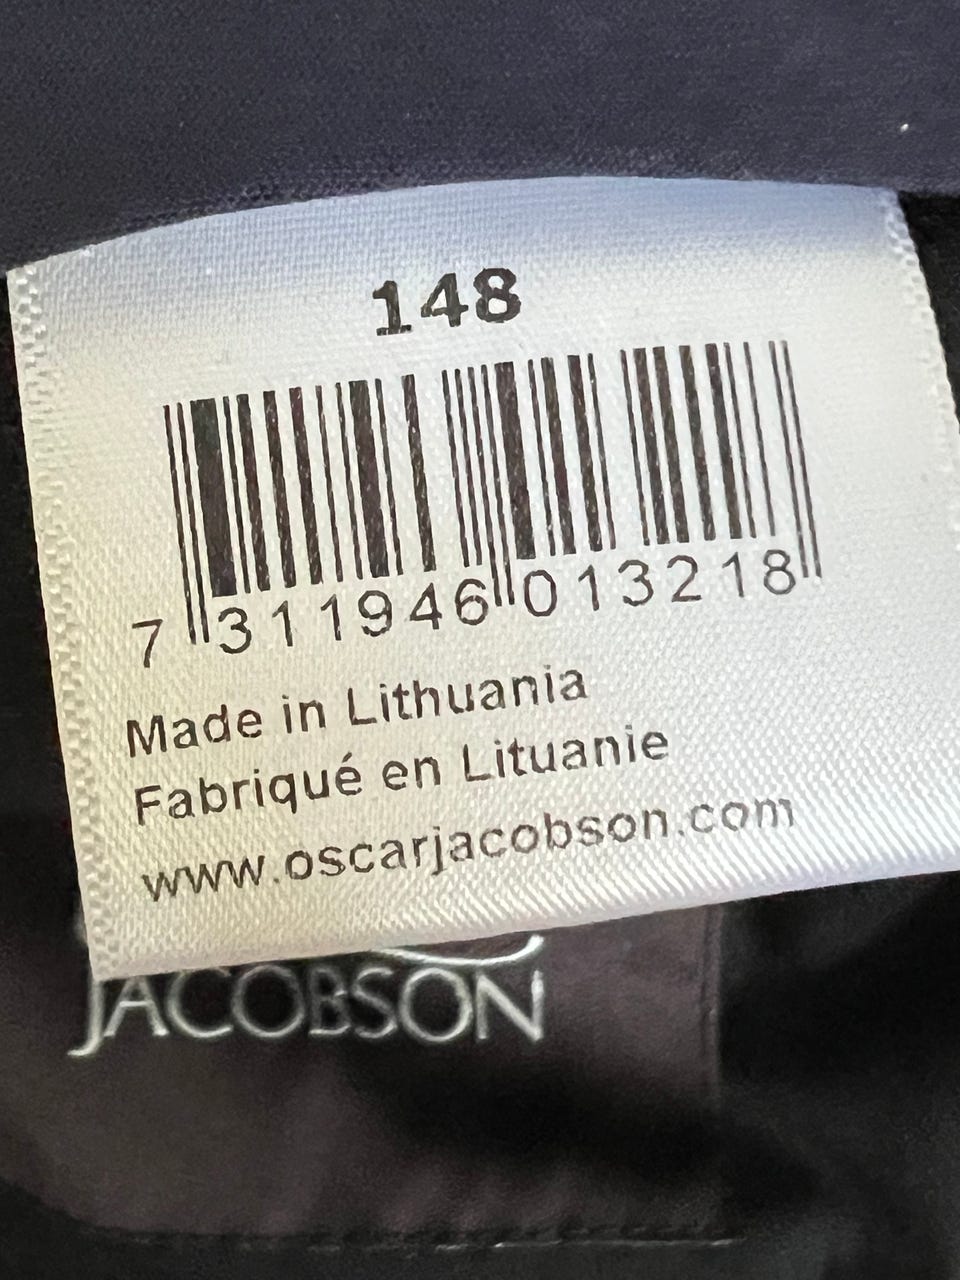 148
7 311946 013218
Made in Lithuania
Fabriqué en Lituanie
www.oscarjacobson.com
JACOBSON